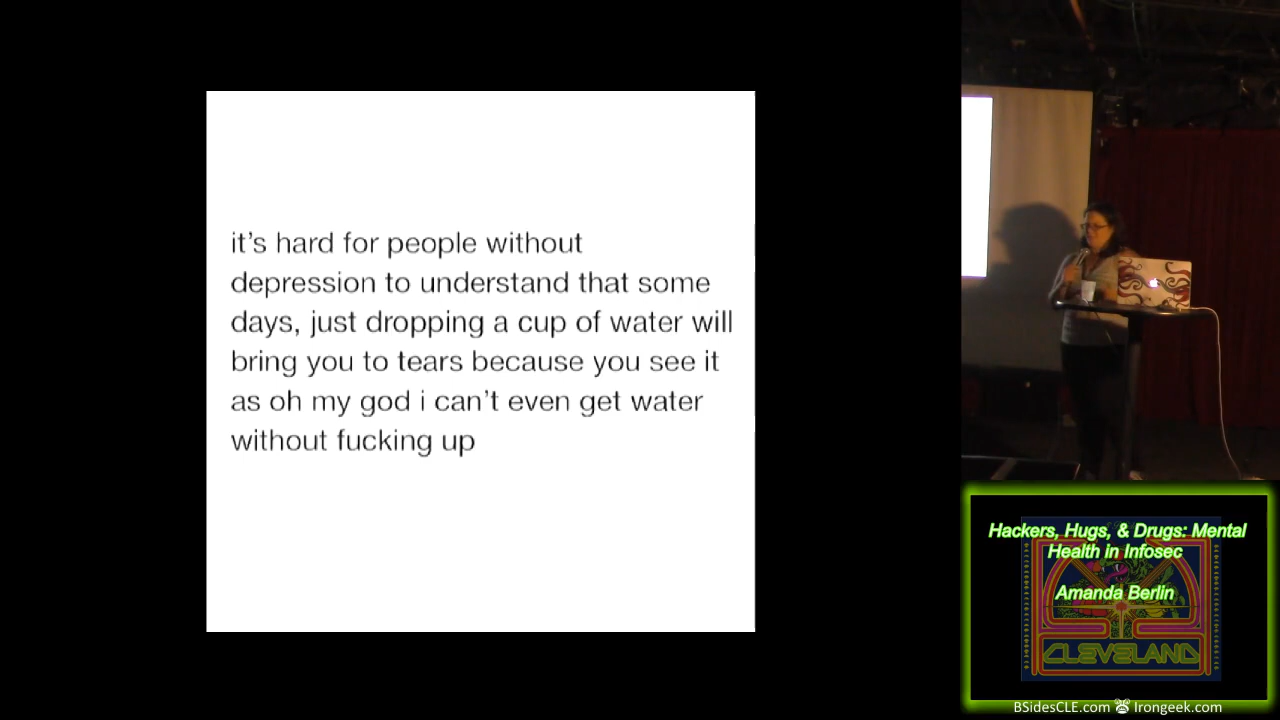 it's hard for people without
depression to understand that some
days, just dropping a cup of water will
bring you to tears because you see it
as oh my god i can't even get water
without fucking up
Hackers, Hugs, & Drugs: Mental
Health in Infosec
Amanda Berlin
CLEVELAND
BSidesCLE.com Irongeek.com